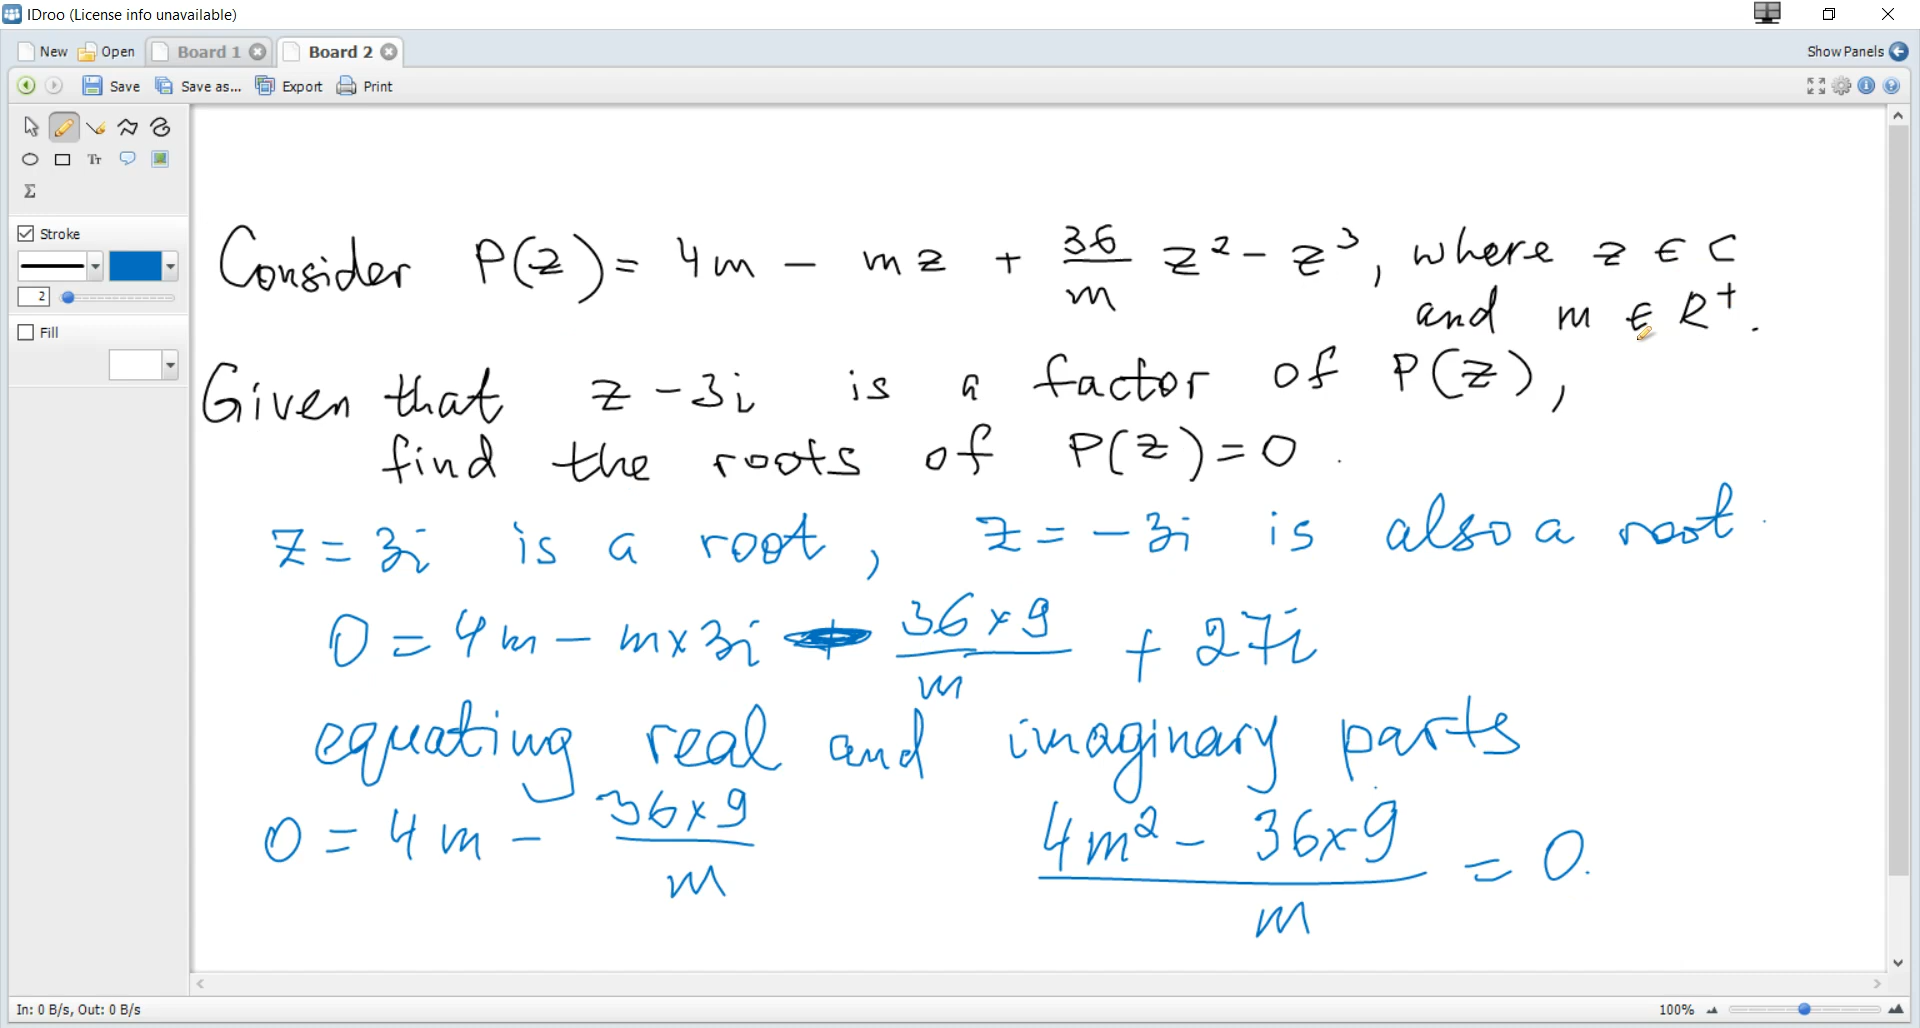 IDroo (License info unavailable)
New Open Board 1 Board 2 Show Panels
Save Save as... Export Print
Tт
Σ
Stroke
2
Fill
Consider P(z) = 4m - mz + 36/m z² - z³, where z ∈ C
and m ∈ R⁺.
Given that z - 3i is a factor of P(z),
find the roots of P(z) = 0.
z = 3i is a root, z = -3i is also a root.
0 = 4m - m×3i - 36×9/m + 27i
equating real and imaginary parts
0 = 4m - 36×9/m (4m² - 36×9)/m = 0.
In: 0 B/s, Out: 0 B/s 100%